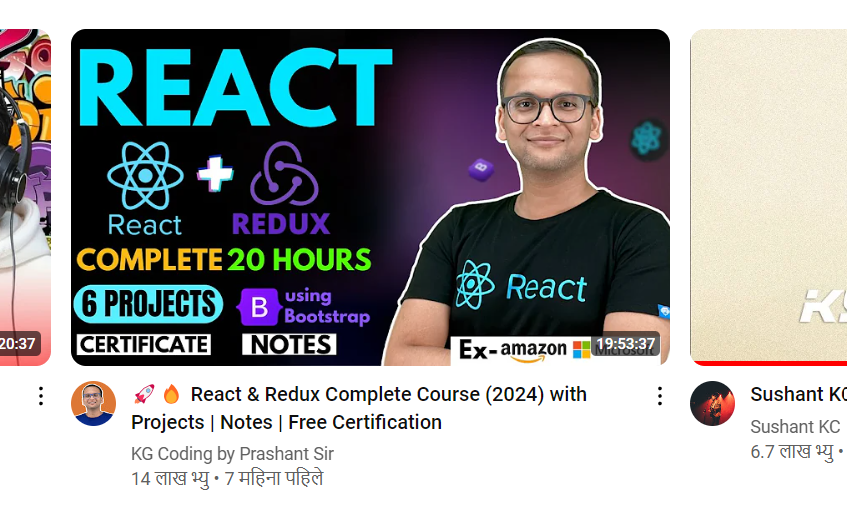 REACT
React
REDUX
COMPLETE 20 HOURS
6 PROJECTS
B using
Bootstrap
CERTIFICATE
NOTES
React
Ex-amazon Microsoft
20:37
19:53:37
🚀🔥 React & Redux Complete Course (2024) with
Projects | Notes | Free Certification
KG Coding by Prashant Sir
14 लाख भ्यु • 7 महिना पहिले
Sushant KC
6.7 लाख भ्यु •